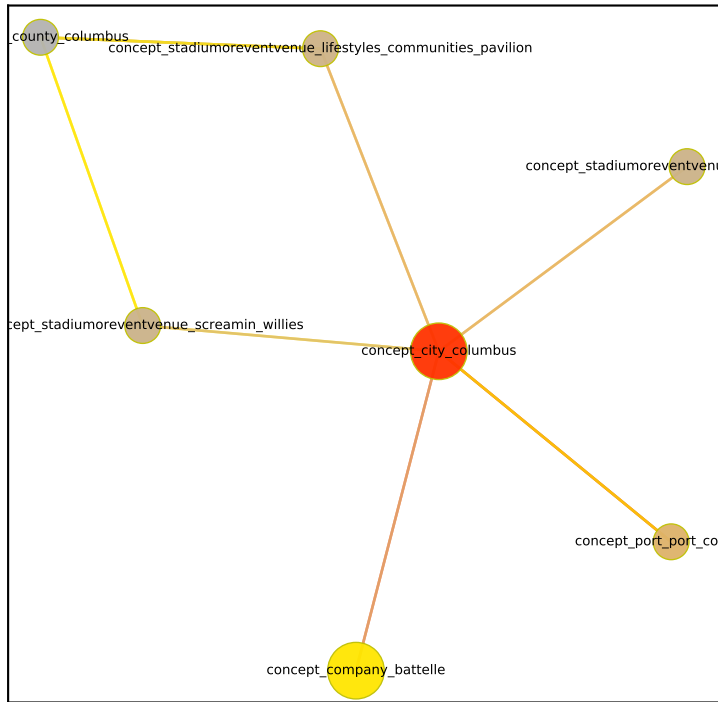 _county_columbus
concept_stadiumoreventvenue_lifestyles_communities_pavilion
concept_stadiumoreventvenu
cept_stadiumoreventvenue_screamin_willies
concept_city_columbus
concept_port_port_co
concept_company_battelle